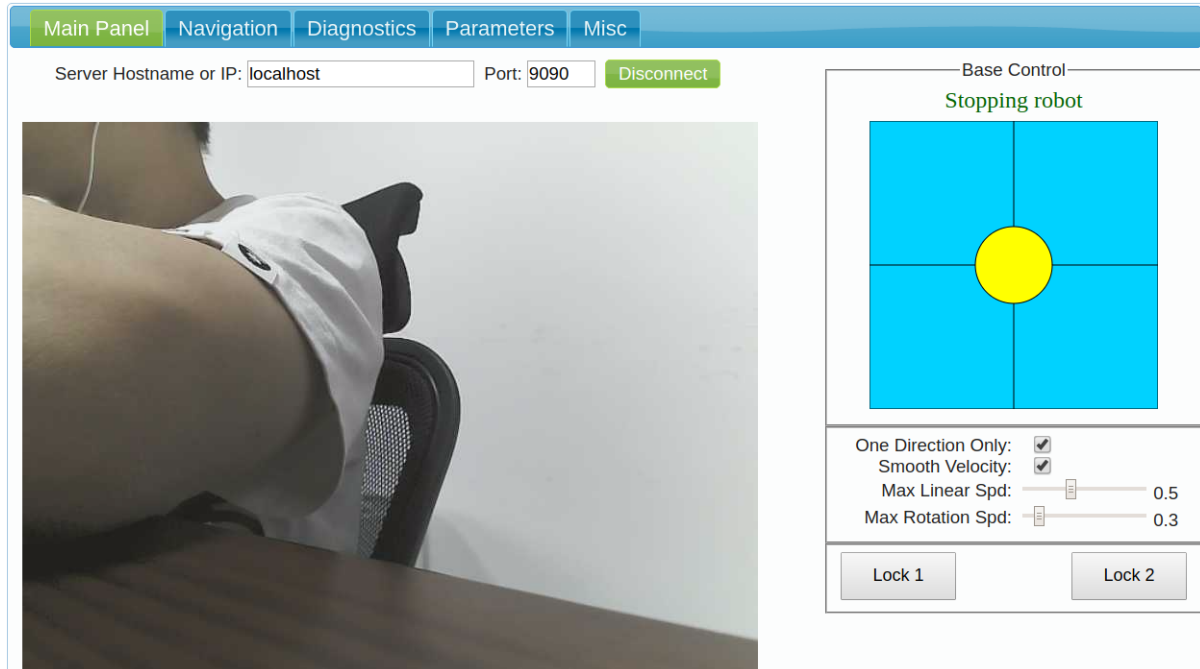 Main Panel Navigation Diagnostics Parameters Misc
Server Hostname or IP: localhost Port: 9090 Disconnect
Base Control
Stopping robot
One Direction Only:
Smooth Velocity:
Max Linear Spd: 0.5
Max Rotation Spd: 0.3
Lock 1 Lock 2